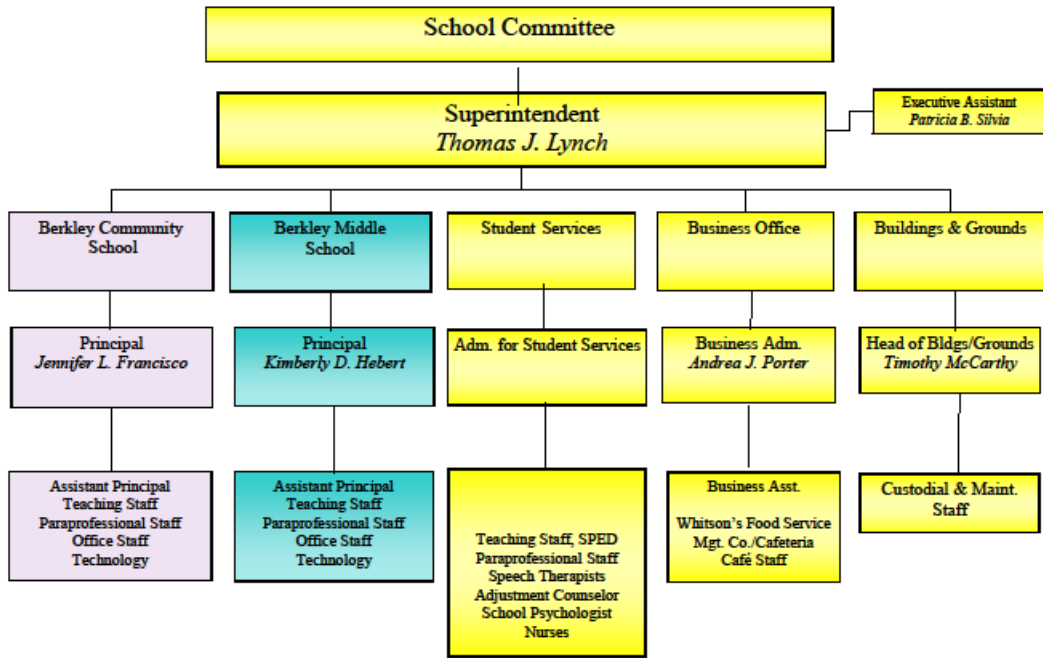 School Committee
Superintendent
Thomas J. Lynch
Executive Assistant
Patricia B. Silvia
Berkley Community
School
Berkley Middle
School
Student Services
Business Office
Buildings & Grounds
Principal
Jennifer L. Francisco
Principal
Kimberly D. Hebert
Adm. for Student Services
Business Adm.
Andrea J. Porter
Head of Bldgs/Grounds
Timothy McCarthy
Assistant Principal
Teaching Staff
Paraprofessional Staff
Office Staff
Technology
Assistant Principal
Teaching Staff
Paraprofessional Staff
Office Staff
Technology
Teaching Staff, SPED
Paraprofessional Staff
Speech Therapists
Adjustment Counselor
School Psychologist
Nurses
Business Asst.
Whitson's Food Service
Mgt. Co./Cafeteria
Café Staff
Custodial & Maint.
Staff